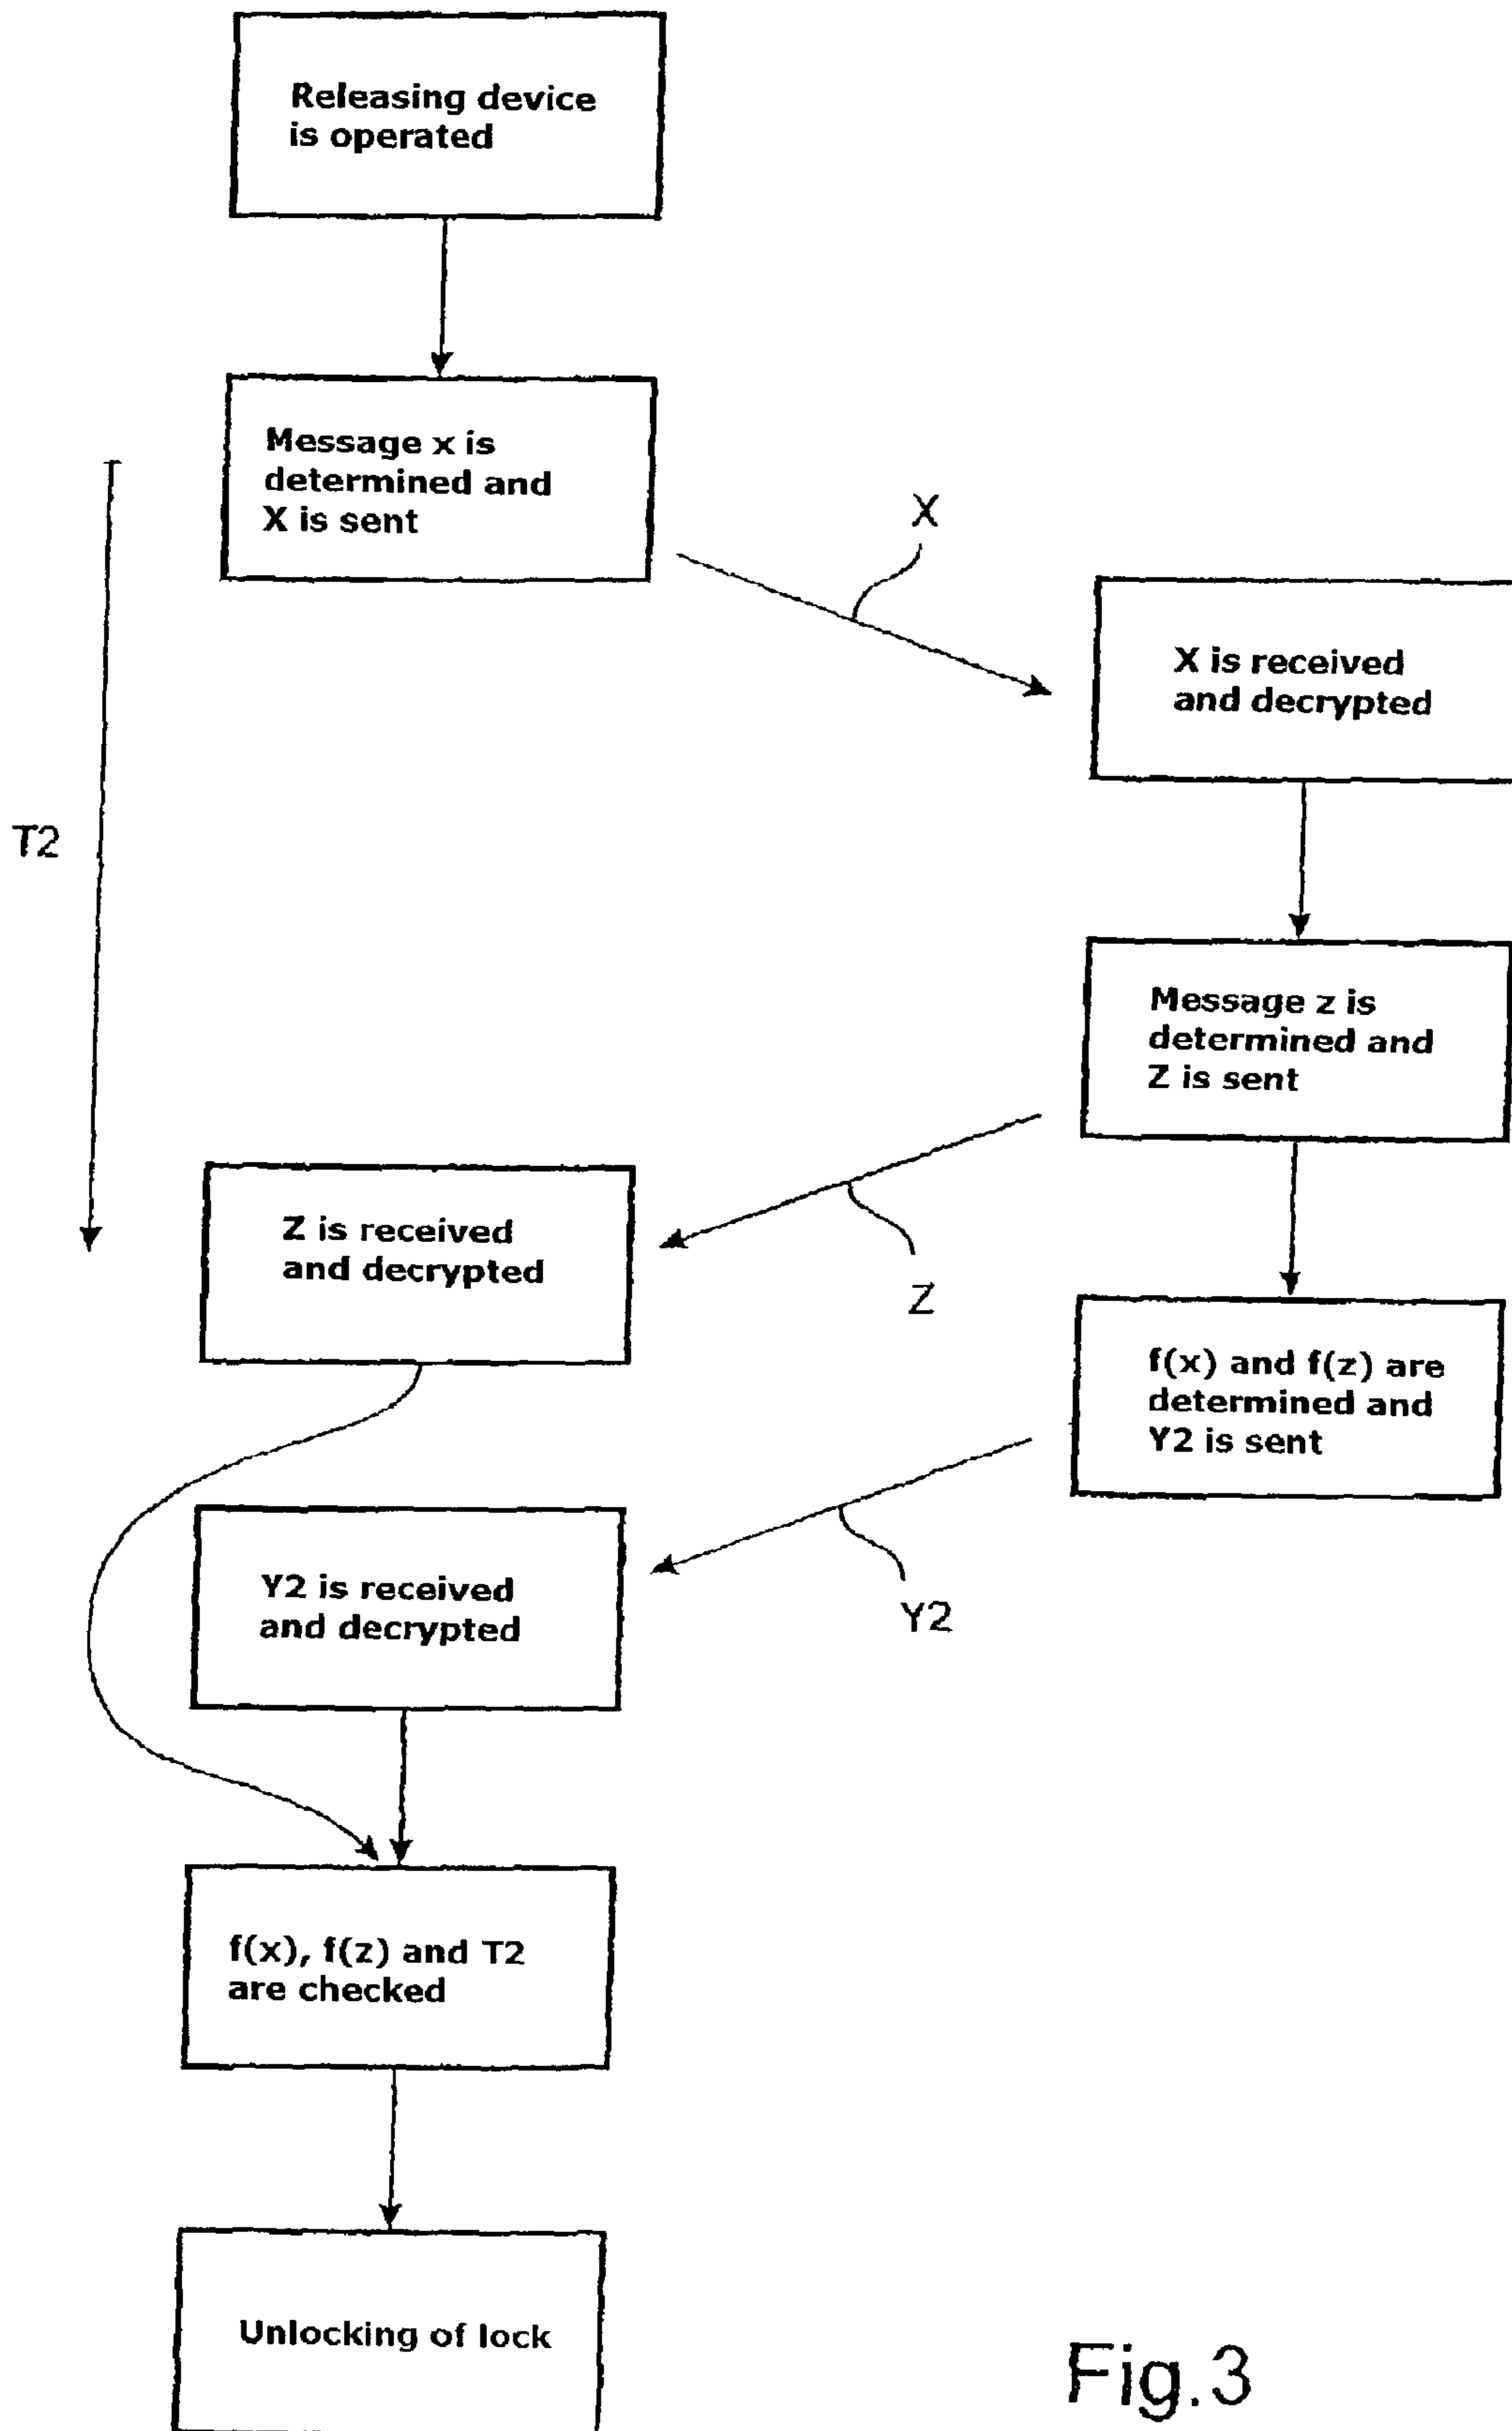 Releasing device
is operated
Message x is
determined and
X is sent
X
X is received
and decrypted
T2
Message z is
determined and
Z is sent
Z is received
and decrypted
Z
f(x) and f(z) are
determined and
Y2 is sent
Y2 is received
and decrypted
Y2
f(x), f(z) and T2
are checked
Unlocking of lock
Fig.3